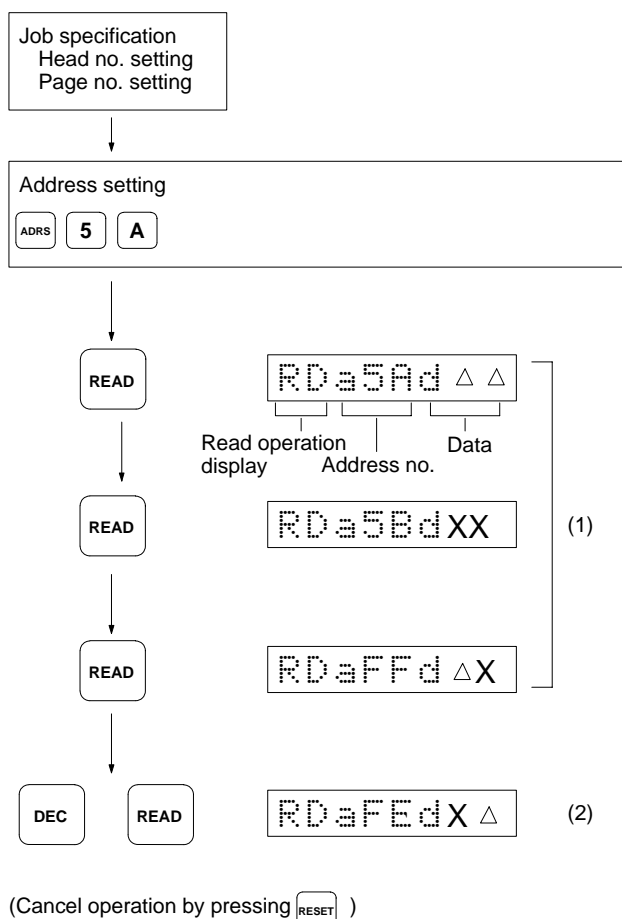 Job specification
Head no. setting
Page no. setting
Address setting
ADRS 5 A
READ RDa5Ad △ △
Read operation display Address no. Data
READ RDa5BdXX (1)
READ RDaFFd △X
DEC READ RDaFEdX △ (2)
(Cancel operation by pressing RESET )